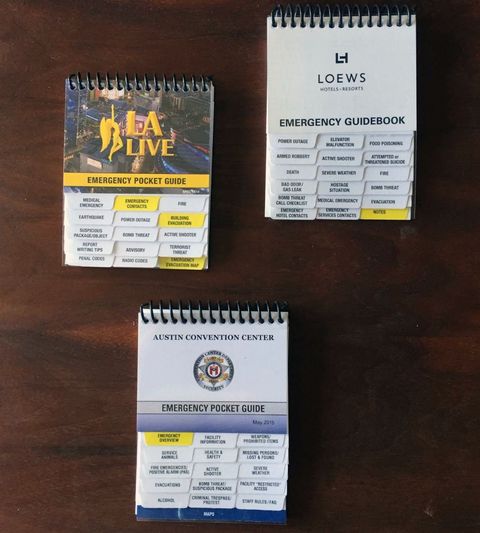 LA
LIVE
EMERGENCY POCKET GUIDE
MEDICAL EMERGENCY
EMERGENCY CONTACTS
FIRE
EARTHQUAKE
POWER OUTAGE
BUILDING EVACUATION
SUSPICIOUS PACKAGE/OBJECT
BOMB THREAT
ACTIVE SHOOTER
REPORT WRITING TIPS
ADVISORY
TERRORIST THREAT
PENAL CODES
RADIO CODES
EMERGENCY EVACUATION MAP
LH
LOEWS
HOTELS · RESORTS
EMERGENCY GUIDEBOOK
POWER OUTAGE
ELEVATOR MALFUNCTION
FOOD POISONING
ARMED ROBBERY
ACTIVE SHOOTER
ATTEMPTED or THREATENED SUICIDE
DEATH
SEVERE WEATHER
FIRE
BAD ODOR/ GAS LEAK
HOSTAGE SITUATION
BOMB THREAT
BOMB THREAT CALL CHECKLIST
MEDICAL EMERGENCY
EVACUATION
EMERGENCY HOTEL CONTACTS
EMERGENCY SERVICES CONTACTS
NOTES
AUSTIN CONVENTION CENTER
SECURITY
EMERGENCY POCKET GUIDE
May 2015
EMERGENCY OVERVIEW
FACILITY INFORMATION
WEAPONS/ PROHIBITED ITEMS
SERVICE ANIMALS
HEALTH & SAFETY
MISSING PERSONS/ LOST & FOUND
FIRE EMERGENCIES/ POSITIVE ALARM (PAS)
ACTIVE SHOOTER
SEVERE WEATHER
EVACUATIONS
BOMB THREAT/ SUSPICIOUS PACKAGE
FACILITY "RESTRICTED" ACCESS
ALCOHOL
CRIMINAL TRESPASS/ PROTEST
STAFF RULES/FAQ
MAPS